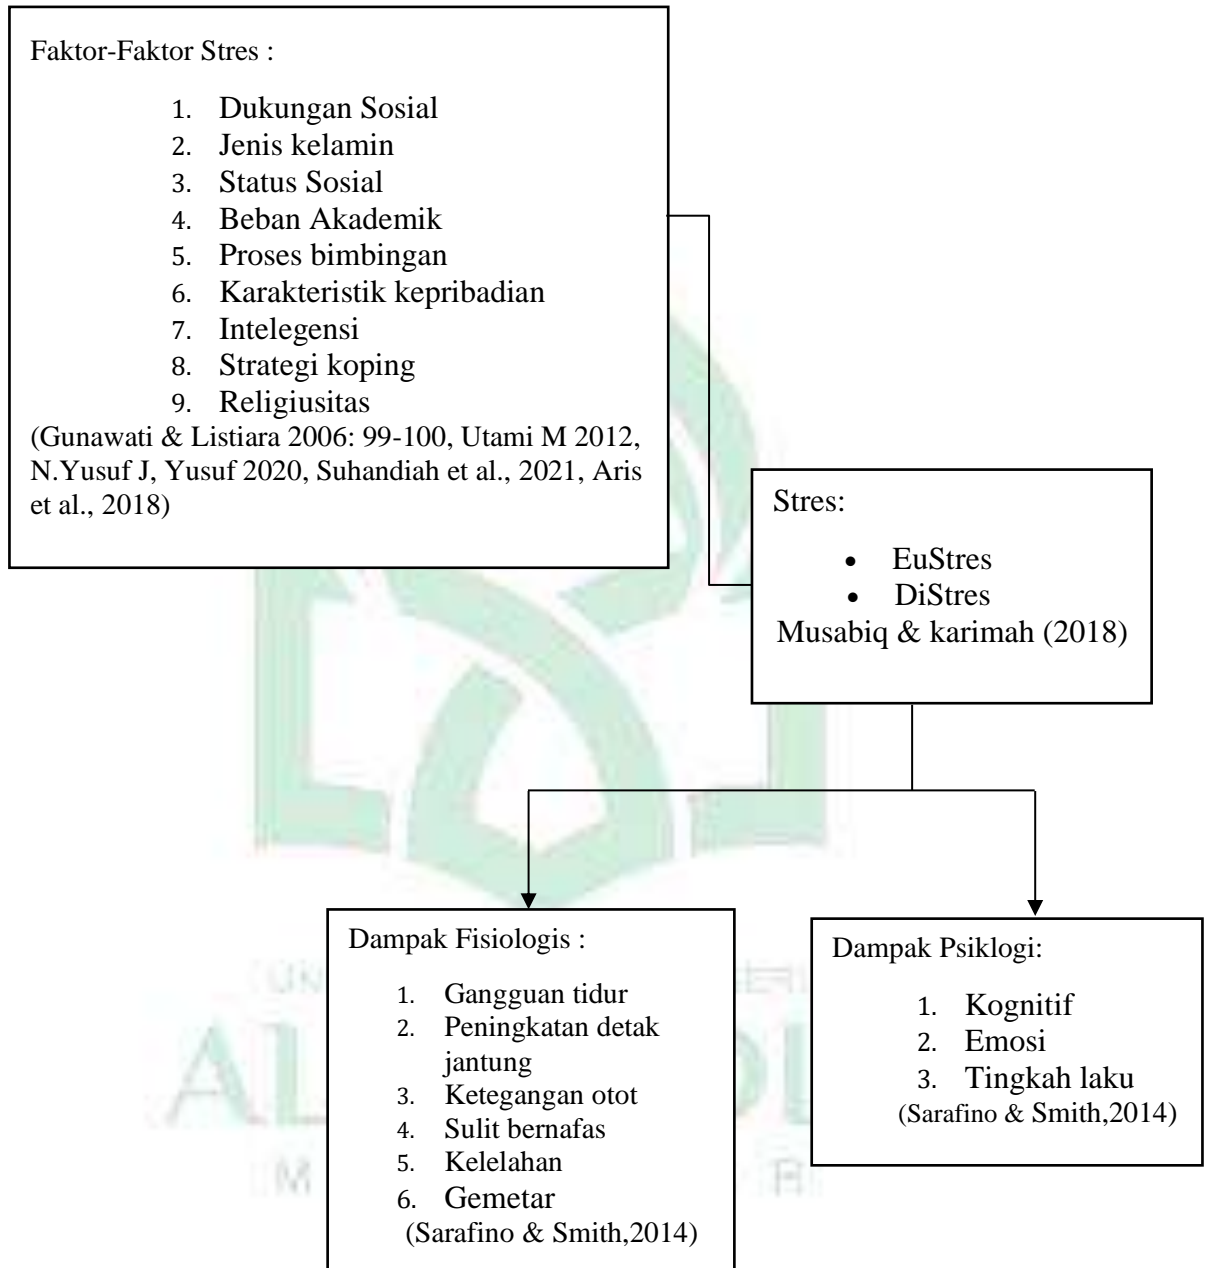 Faktor-Faktor Stres :
1. Dukungan Sosial
2. Jenis kelamin
3. Status Sosial
4. Beban Akademik
5. Proses bimbingan
6. Karakteristik kepribadian
7. Intelegensi
8. Strategi koping
9. Religiusitas
(Gunawati & Listiara 2006: 99-100, Utami M 2012,
N.Yusuf J, Yusuf 2020, Suhandiah et al., 2021, Aris
et al., 2018)
Stres:
• EuStres
• DiStres
Musabiq & karimah (2018)
Dampak Fisiologis :
1. Gangguan tidur
2. Peningkatan detak
jantung
3. Ketegangan otot
4. Sulit bernafas
5. Kelelahan
6. Gemetar
(Sarafino & Smith,2014)
Dampak Psiklogi:
1. Kognitif
2. Emosi
3. Tingkah laku
(Sarafino & Smith,2014)